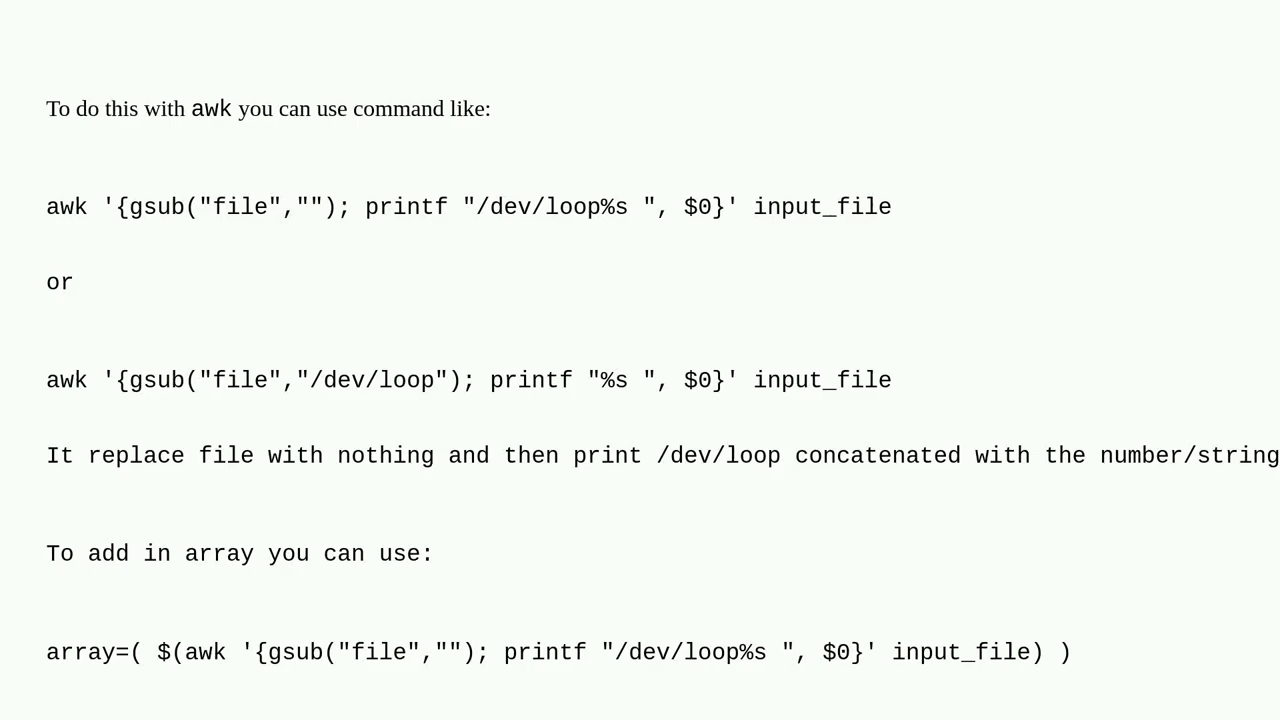 To do this with awk you can use command like:
awk '{gsub("file",""); printf "/dev/loop%s ", $0}' input_file
or
awk '{gsub("file","/dev/loop"); printf "%s ", $0}' input_file
It replace file with nothing and then print /dev/loop concatenated with the number/string
To add in array you can use:
array=( $(awk '{gsub("file",""); printf "/dev/loop%s ", $0}' input_file) )